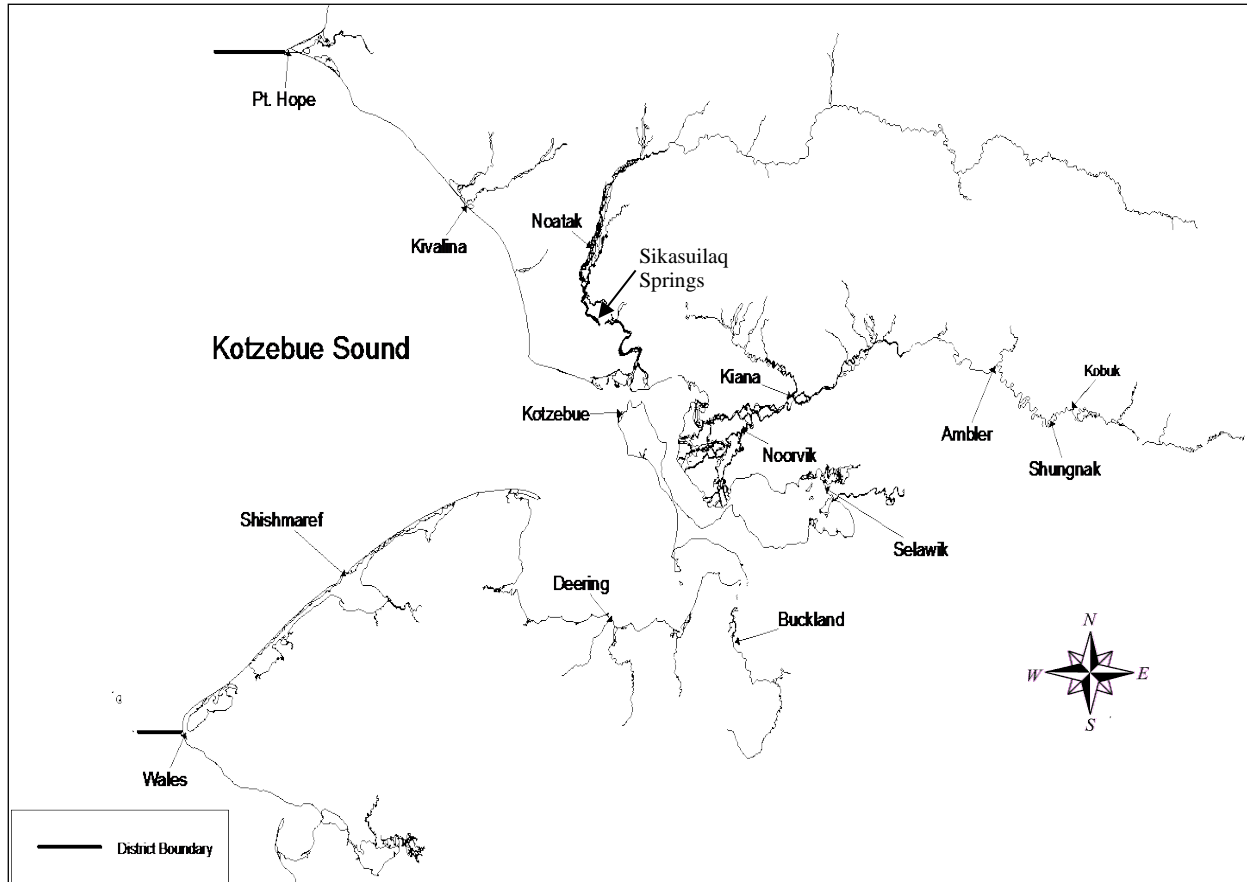 Pt. Hope
Noatak
Kivalina
Sikasuilaq
Springs
Kotzebue Sound
Kiana
Kobuk
Kotzebue
Ambler
Noorvik
Shungnak
Shishmaref
Selawik
Deering
Buckland
N
W
E
S
Wales
District Boundary